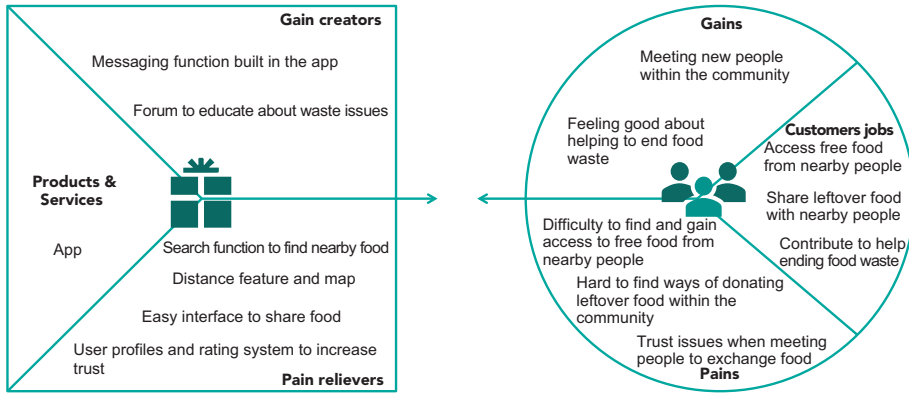 Gain creators
Messaging function built in the app
Forum to educate about waste issues
Products &
Services
App
Search function to find nearby food
Distance feature and map
Easy interface to share food
User profiles and rating system to increase
trust
Pain relievers
Gains
Meeting new people
within the community
Feeling good about
helping to end food
waste
Customers jobs
Access free food
from nearby people
Share leftover food
with nearby people
Contribute to help
ending food waste
Difficulty to find and gain
access to free food from
nearby people
Hard to find ways of donating
leftover food within the
community
Trust issues when meeting
people to exchange food
Pains